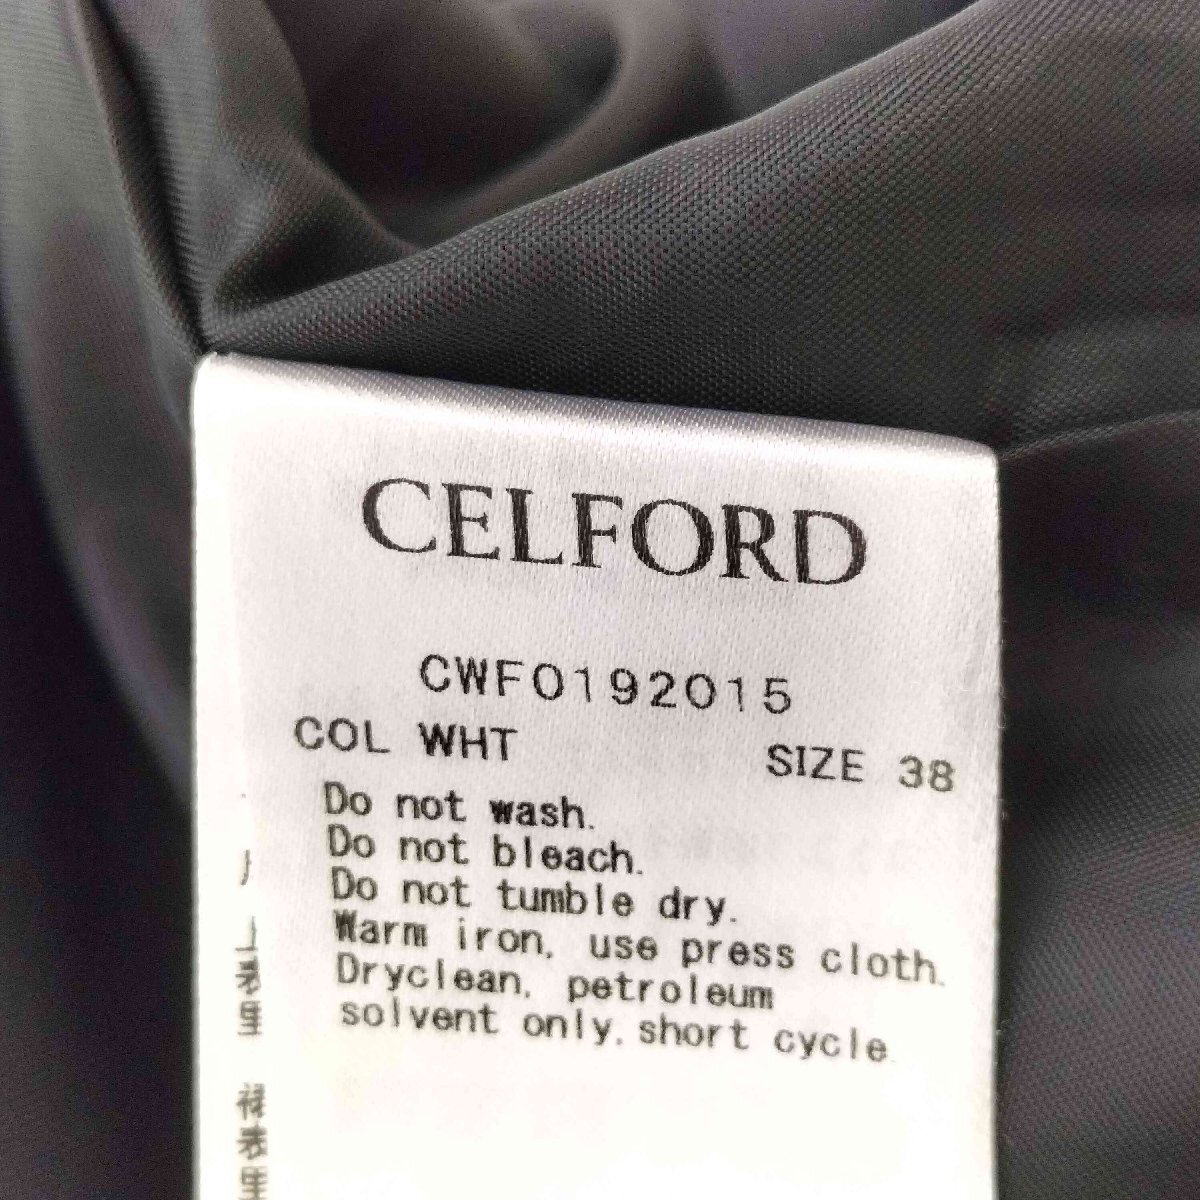 CELFORD
CWFO192015
COL WHT SIZE 38
Do not wash.
Do not bleach.
Do not tumble dry.
Warm iron, use press cloth.
Dryclean, petroleum
solvent only,short cycle.